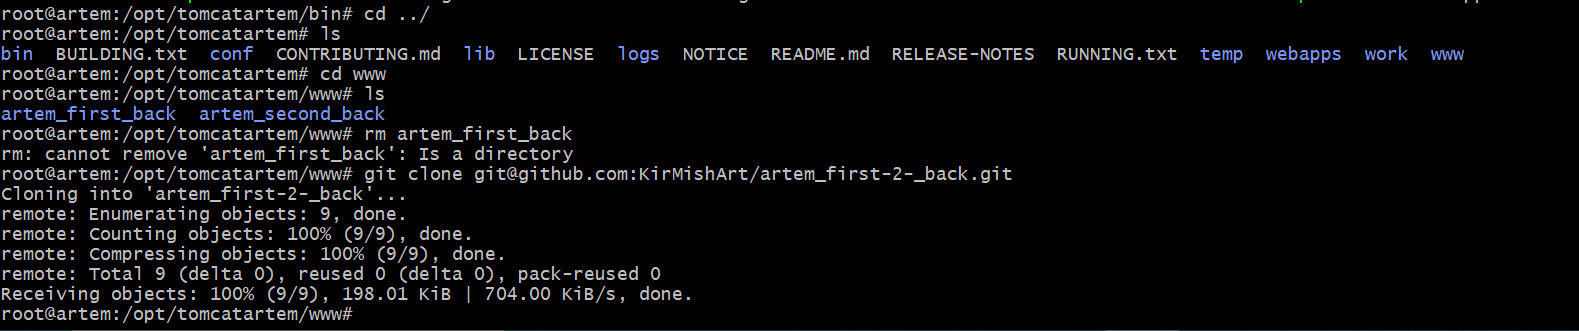 root@artem:/opt/tomcatartem/bin# cd ../
root@artem:/opt/tomcatartem# ls
bin BUILDING.txt conf CONTRIBUTING.md lib LICENSE logs NOTICE README.md RELEASE-NOTES RUNNING.txt temp webapps work www
root@artem:/opt/tomcatartem# cd www
root@artem:/opt/tomcatartem/www# ls
artem_first_back artem_second_back
root@artem:/opt/tomcatartem/www# rm artem_first_back
rm: cannot remove 'artem_first_back': Is a directory
root@artem:/opt/tomcatartem/www# git clone git@github.com:KirMishArt/artem_first-2-_back.git
Cloning into 'artem_first-2-_back'...
remote: Enumerating objects: 9, done.
remote: Counting objects: 100% (9/9), done.
remote: Compressing objects: 100% (9/9), done.
remote: Total 9 (delta 0), reused 0 (delta 0), pack-reused 0
Receiving objects: 100% (9/9), 198.01 KiB | 704.00 KiB/s, done.
root@artem:/opt/tomcatartem/www#